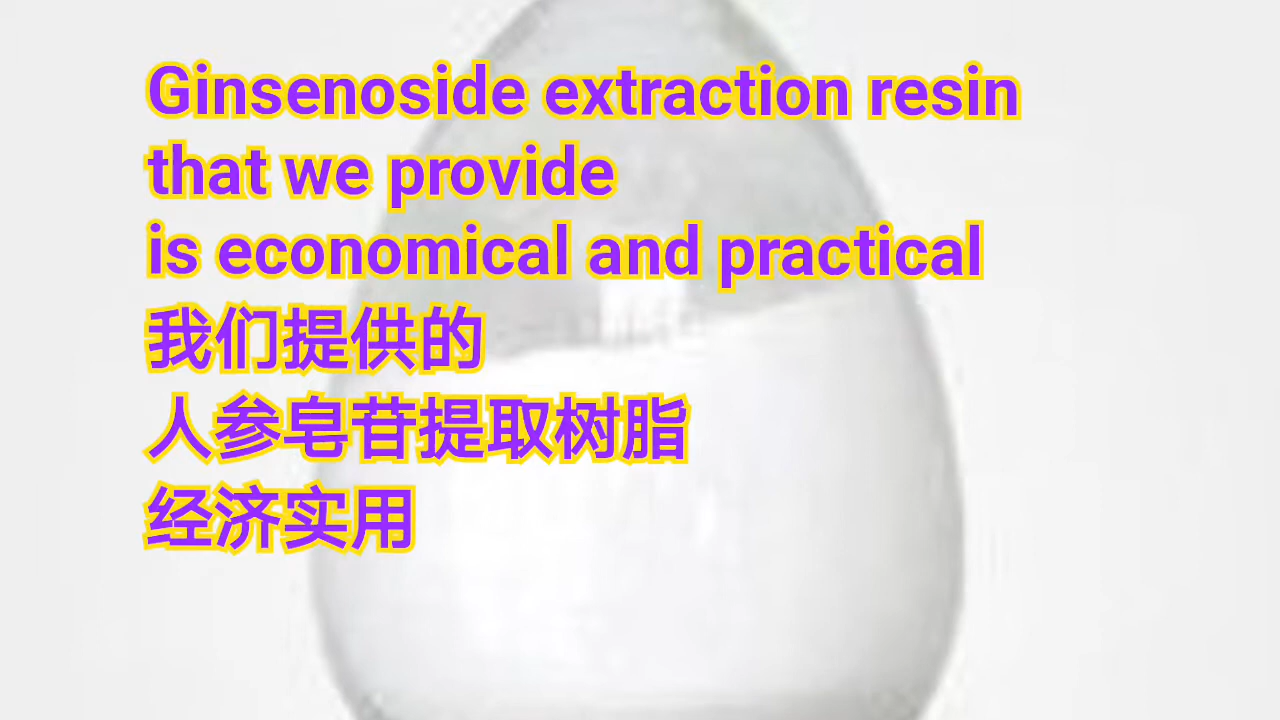 Ginsenoside extraction resin
that we provide
is economical and practical
我们提供的
人参皂苷提取树脂
经济实用